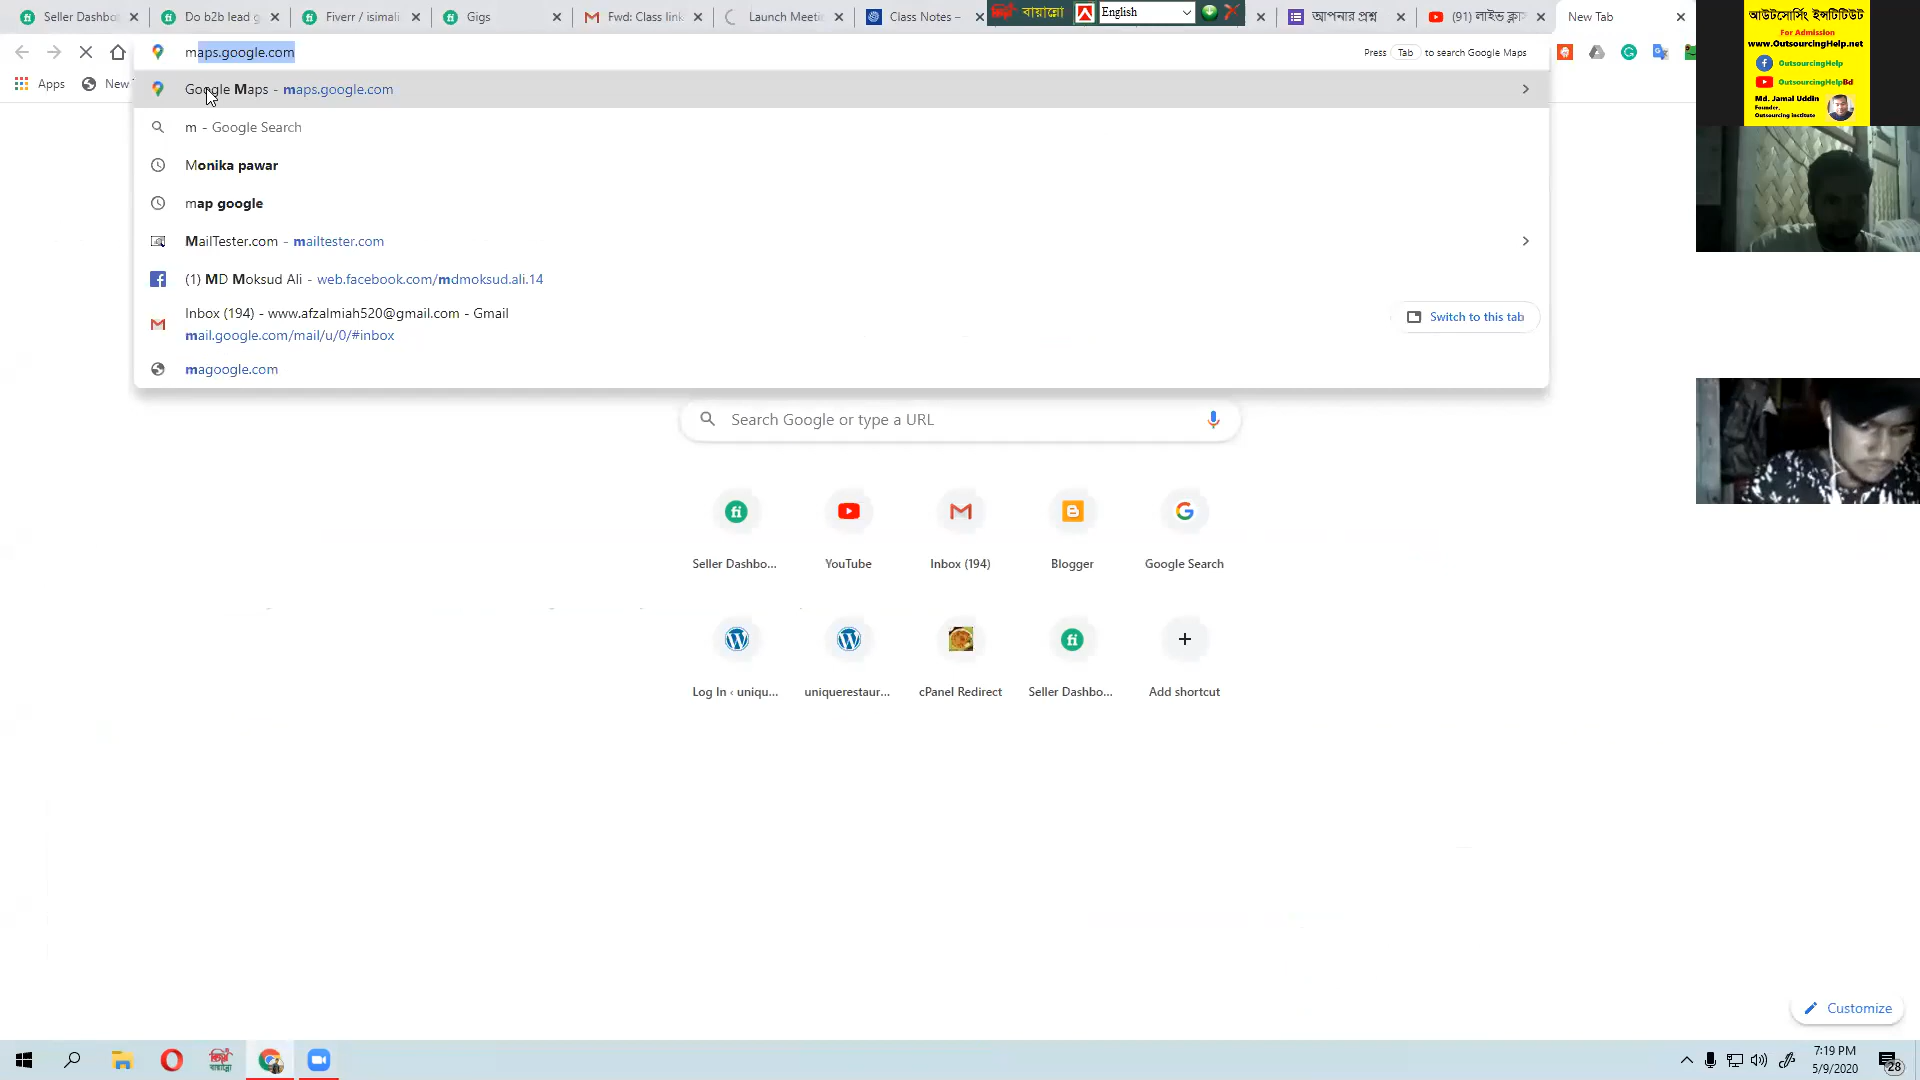 Seller Dashbo
Do b2b lead g
Fiverr / isimali
Gigs
Fwd: Class link
Launch Meeti
Class Notes –
বায়ান্নো
English
আপনার প্রশ্ন
(91) লাইভ ক্লাস
New Tab
maps.google.com
Press Tab to search Google Maps
Apps
New
Google Maps - maps.google.com
m - Google Search
Monika pawar
map google
MailTester.com - mailtester.com
(1) MD Moksud Ali - web.facebook.com/mdmoksud.ali.14
Inbox (194) - www.afzalmiah520@gmail.com - Gmail
mail.google.com/mail/u/0/#inbox
Switch to this tab
magoogle.com
Search Google or type a URL
Seller Dashbo...
YouTube
Inbox (194)
Blogger
Google Search
Log In ‹ uniqu...
uniquerestaur...
cPanel Redirect
Seller Dashbo...
Add shortcut
Customize
আউটসোর্সিং ইন্সটিটিউট
For Admission
www.OutsourcingHelp.net
OutsourcingHelp
OutsourcingHelpBd
Md. Jamal Uddin
Founder,
Outsourcing Institute
7:19 PM
5/9/2020
28